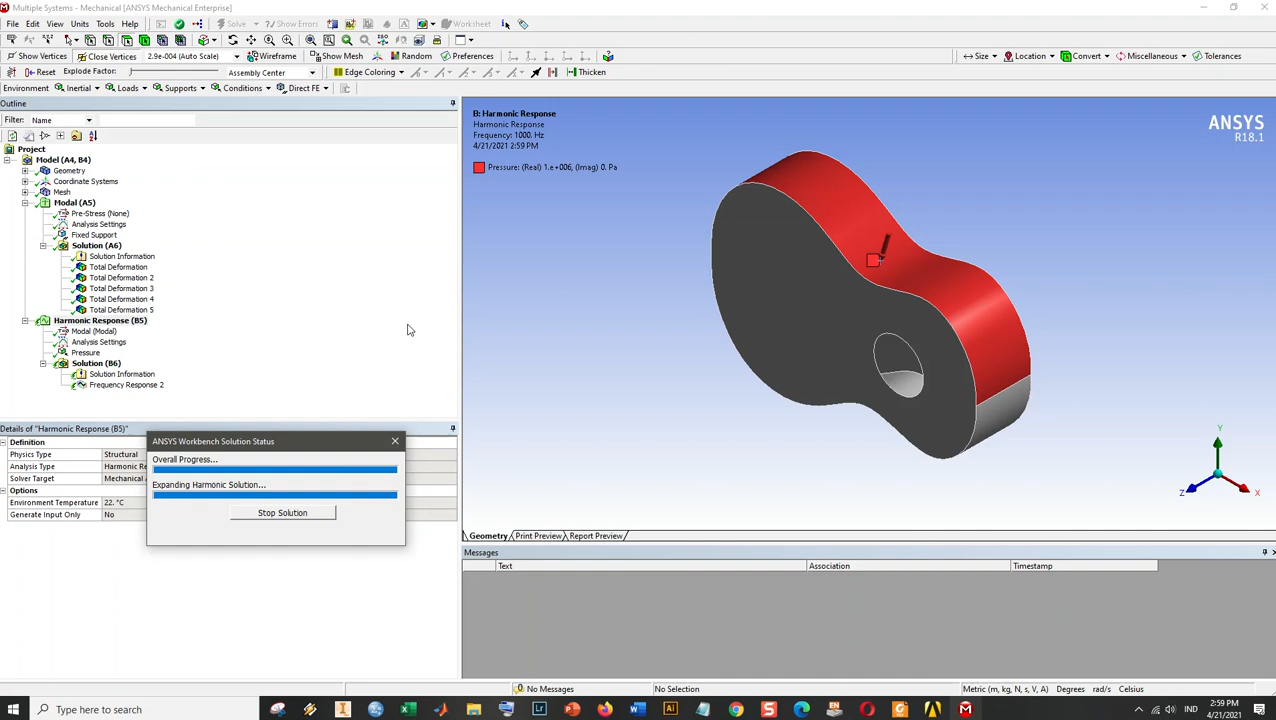 Multiple Systems - Mechanical [ANSYS Mechanical Enterprise]
File Edit View Units Tools Help Solve Show Errors Worksheet
Show Vertices Close Vertices 2.9e-004 (Auto Scale) Wireframe Show Mesh Random Preferences Size Location Convert Miscellaneous Tolerances
Reset Explode Factor: Assembly Center Edge Coloring Thicken
Environment Inertial Loads Supports Conditions Direct FE
Outline
Filter: Name
Project
Model (A4, B4)
Geometry
Coordinate Systems
Mesh
Modal (A5)
Pre-Stress (None)
Analysis Settings
Fixed Support
Solution (A6)
Solution Information
Total Deformation
Total Deformation 2
Total Deformation 3
Total Deformation 4
Total Deformation 5
Harmonic Response (B5)
Modal (Modal)
Analysis Settings
Pressure
Solution (B6)
Solution Information
Frequency Response 2
Details of "Harmonic Response (B5)"
Definition
Physics Type Structural
Analysis Type Harmonic Re
Solver Target Mechanical A
Options
Environment Temperature 22. °C
Generate Input Only No
ANSYS Workbench Solution Status
Overall Progress...
Expanding Harmonic Solution...
Stop Solution
B: Harmonic Response
Harmonic Response
Frequency: 1000. Hz
4/21/2021 2:59 PM
Pressure: (Real) 1.e+006, (Imag) 0. Pa
ANSYS
R18.1
Y
Z
X
Geometry Print Preview Report Preview
Messages
Text Association Timestamp
No Messages No Selection Metric (m, kg, N, s, V, A) Degrees rad/s Celsius
Type here to search
IND
2:59 PM
4/21/2021